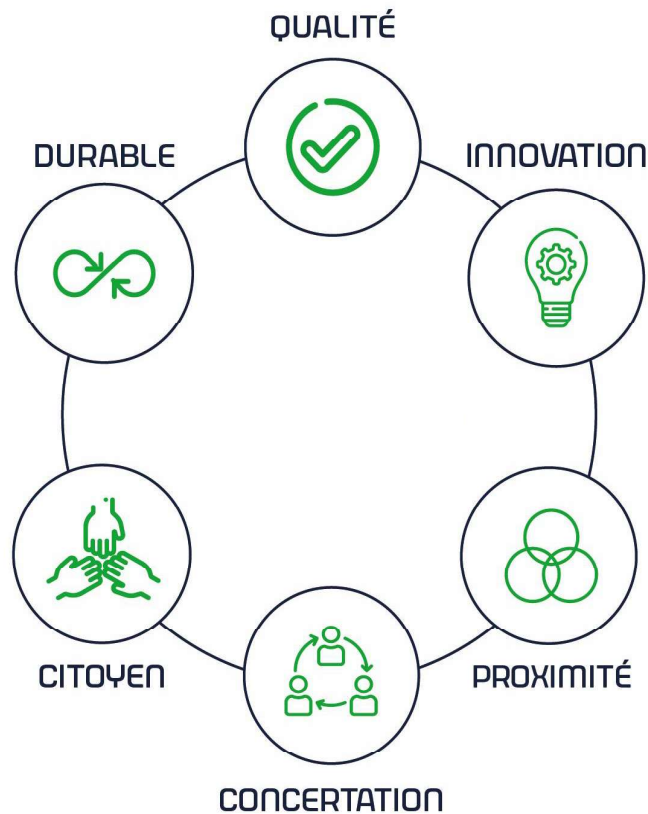 QUALITÉ
DURABLE
INNOVATION
CITOYEN
PROXIMITÉ
CONCERTATION